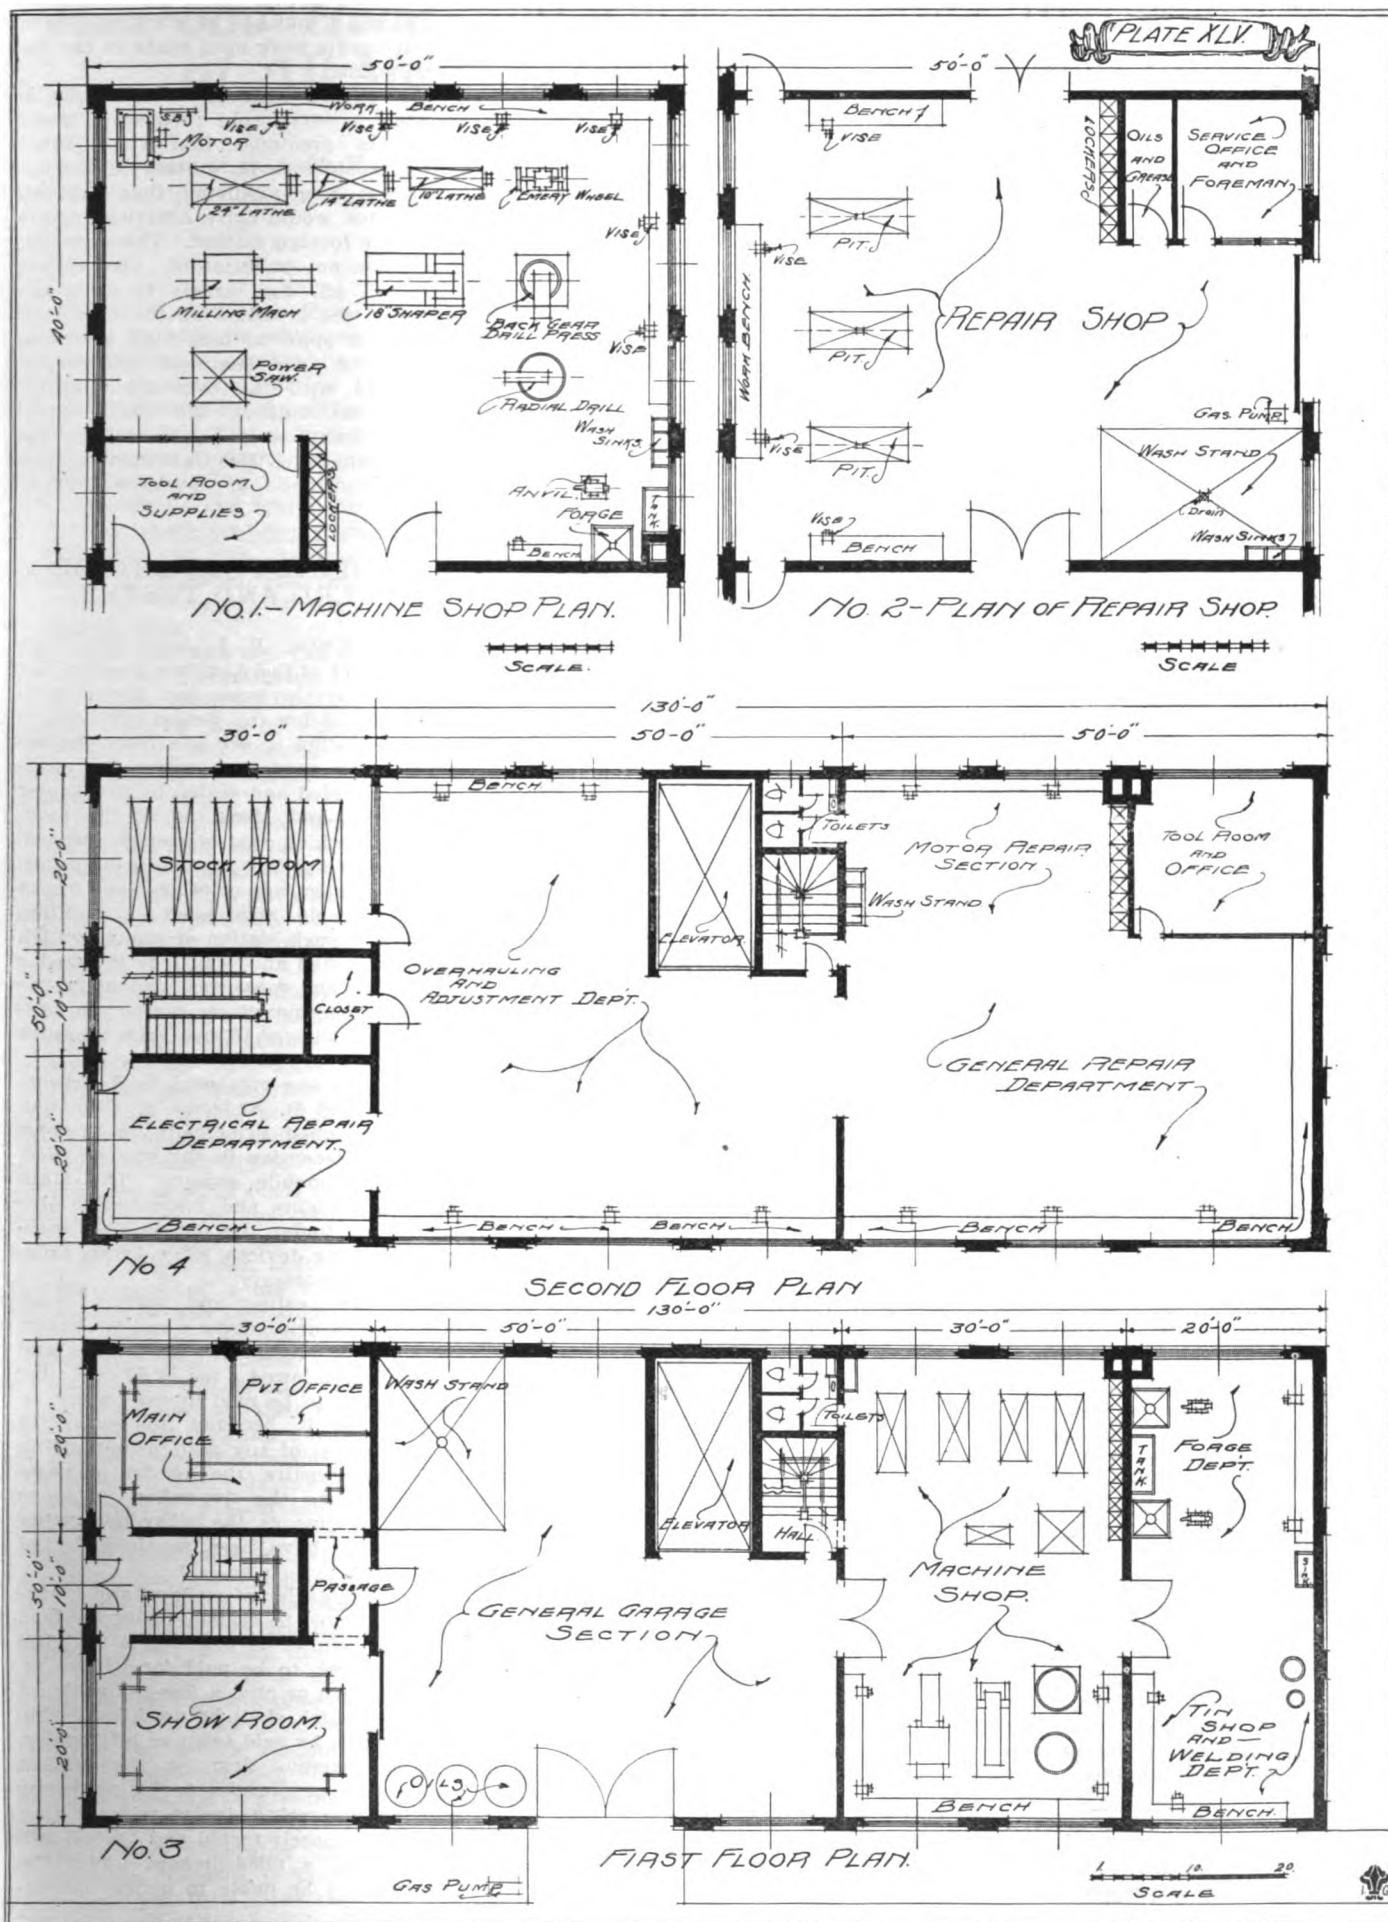 PLATE XLV.
50'-0"
40'-0"
WORK BENCH
S.B.
MOTOR
VISE
VISE
VISE
VISE
24" LATHE
14" LATHE
10" LATHE
EMERY WHEEL
VISE
MILLING MACH
18" SHAPER
BACK GEAR
DRILL PRESS
VISE
POWER
SAW.
RADIAL DRILL
WASH
SINKS.
TOOL ROOM
AND
SUPPLIES
LOCKERS
ANVIL.
FORGE
TANK.
BENCH
NO. 1.- MACHINE SHOP PLAN.
SCALE.
50'-0"
BENCH
VISE
LOCKERS
OILS
AND
GREASE
SERVICE
OFFICE
AND
FOREMAN
PIT.
VISE
WORK BENCH.
REPAIR SHOP
PIT.
GAS PUMP
VISE
PIT.
WASH STAND
Drain
VISE
BENCH
WASH SINKS
NO. 2-PLAN OF REPAIR SHOP.
SCALE
130'-0"
30'-0"
50'-0"
50'-0"
50'-0"
20'-0"
10'-0"
20'-0"
BENCH.
STOCK ROOM
ELEVATOR.
TOILETS
WASH STAND
MOTOR REPAIR
SECTION
TOOL ROOM
AND
OFFICE
OVERHAULING
AND
ADJUSTMENT DEPT.
CLOSET
GENERAL REPAIR
DEPARTMENT
ELECTRICAL REPAIR
DEPARTMENT.
BENCH
BENCH
BENCH
BENCH
BENCH
No 4
SECOND FLOOR PLAN
130'-0"
30'-0"
50'-0"
30'-0"
20'-0"
50'-0"
20'-0"
10'-0"
20'-0"
PVT OFFICE
MAIN
OFFICE
WASH STAND
ELEVATOR
TOILETS
HALL
TANK.
FORGE
DEPT.
SINK
PASSAGE
MACHINE
SHOP.
GENERAL GARAGE
SECTION
SHOW ROOM.
OILS
TIN
SHOP
AND —
WELDING
DEPT.
BENCH
BENCH.
No. 3
FIRST FLOOR PLAN.
GAS PUMP
1. 10. 20.
SCALE